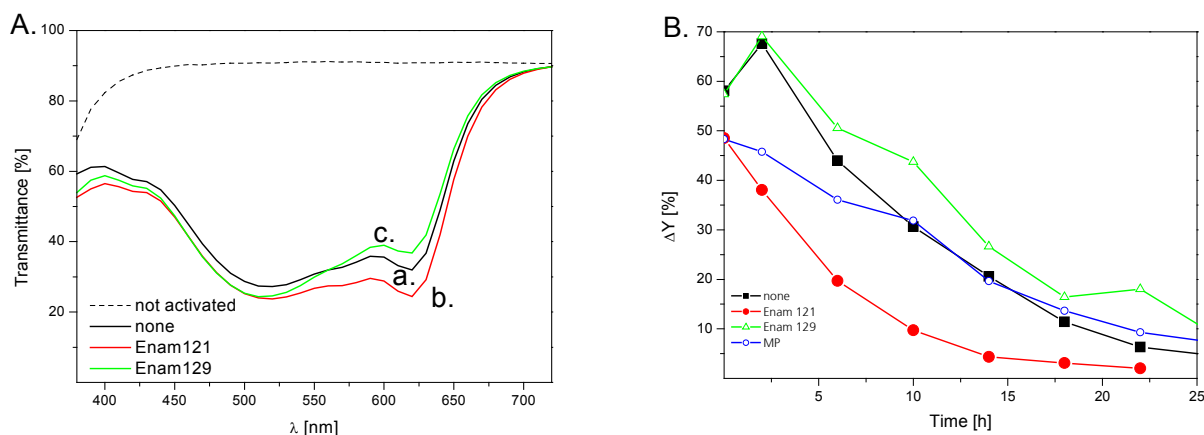 A.
100
80
60
40
20
Transmittance [%]
c.
a.
b.
not activated
none
Enam121
Enam129
400 450 500 550 600 650 700
λ [nm]
B.
70
60
50
40
30
20
10
ΔY [%]
none
Enam 121
Enam 129
MP
5 10 15 20 25
Time [h]